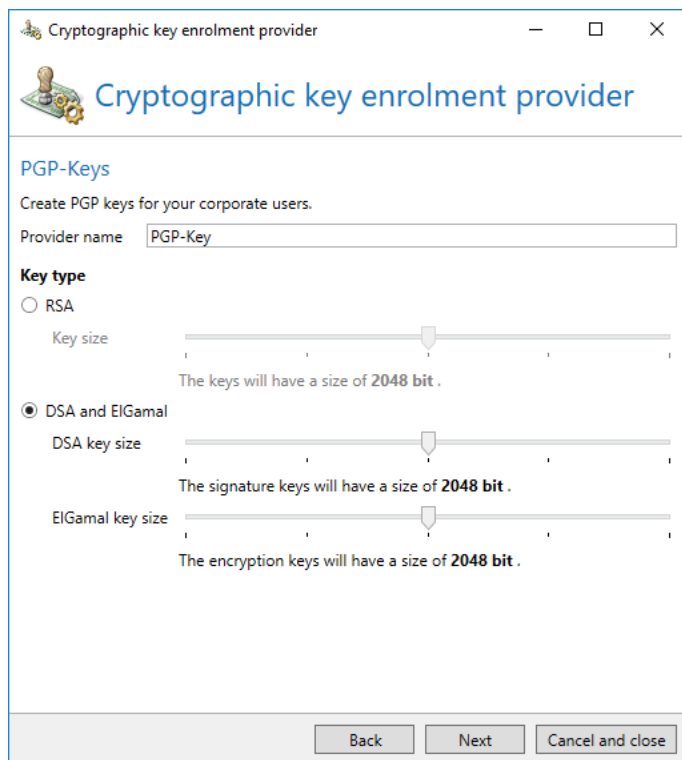 Cryptographic key enrolment provider
Cryptographic key enrolment provider
PGP-Keys
Create PGP keys for your corporate users.
Provider name PGP-Key
Key type
RSA
Key size
The keys will have a size of 2048 bit .
DSA and ElGamal
DSA key size
The signature keys will have a size of 2048 bit .
ElGamal key size
The encryption keys will have a size of 2048 bit .
Back Next Cancel and close